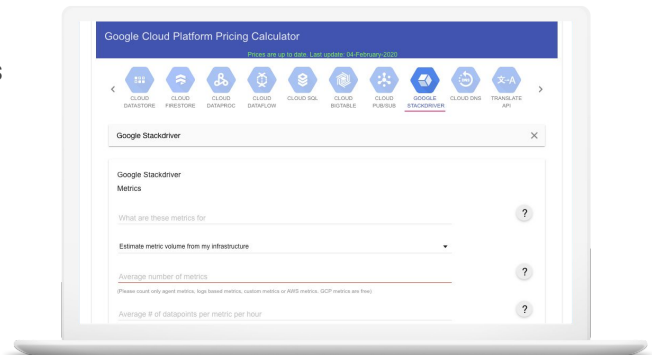 s
Google Cloud Platform Pricing Calculator
Prices are up to date. Last update: 04-February-2020
CLOUD DATASTORE
CLOUD FIRESTORE
CLOUD DATAPROC
CLOUD DATAFLOW
CLOUD SQL
CLOUD BIGTABLE
CLOUD PUB/SUB
GOOGLE STACKDRIVER
DNS
CLOUD DNS
文-A
TRANSLATE API
Google Stackdriver
Google Stackdriver
Metrics
What are these metrics for
?
Estimate metric volume from my infrastructure
Average number of metrics
?
(Please count only agent metrics, logs based metrics, custom metrics or AWS metrics. GCP metrics are free)
Average # of datapoints per metric per hour
?